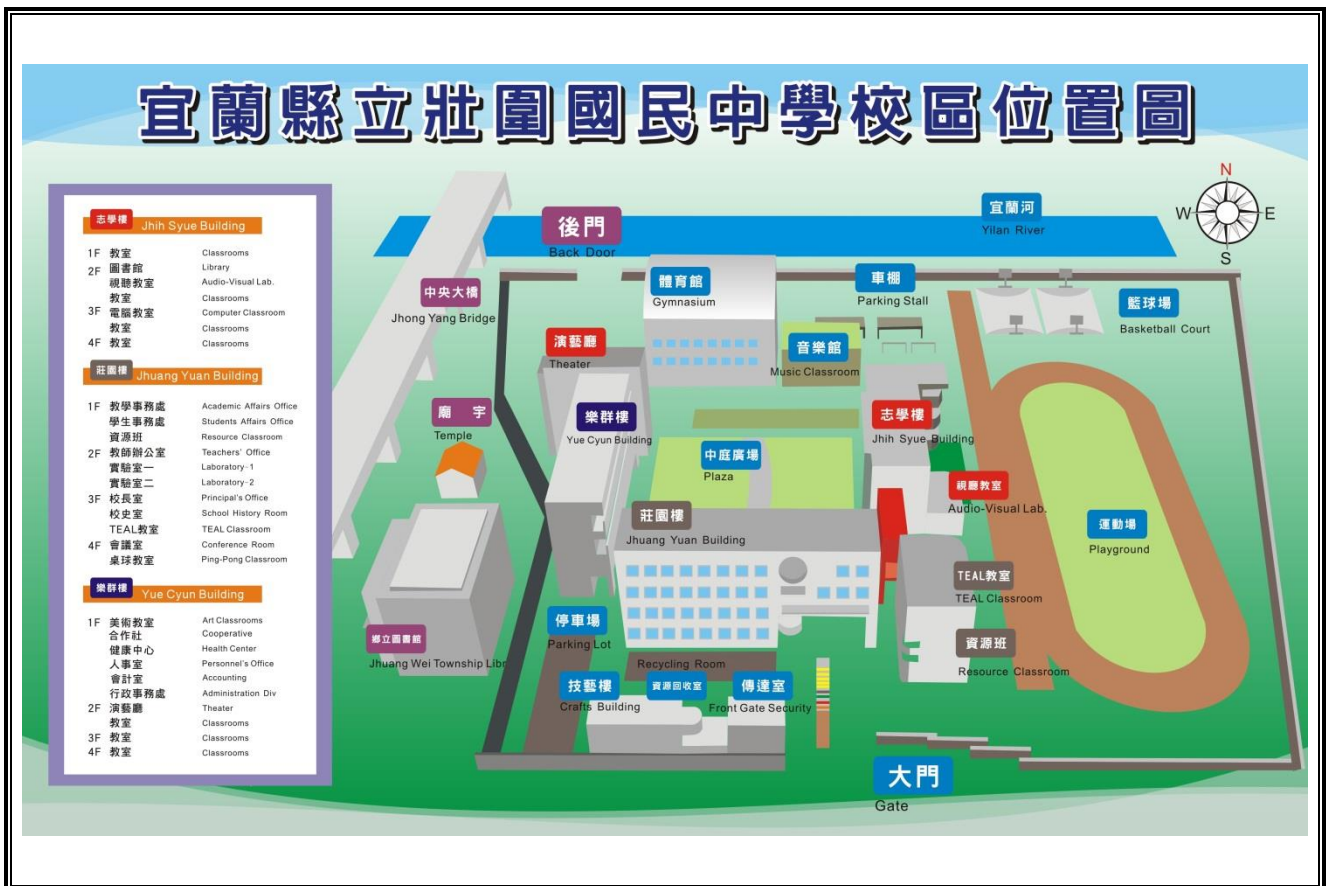 宜蘭縣立壯圍國民中學校區位置圖
志學樓 Jhih Syue Building
1F 教室 Classrooms
2F 圖書館 Library
視聽教室 Audio-Visual Lab.
教室 Classrooms
3F 電腦教室 Computer Classroom
教室 Classrooms
4F 教室 Classrooms
莊園樓 Jhuang Yuan Building
1F 教學事務處 Academic Affairs Office
學生事務處 Students Affairs Office
資源班 Resource Classroom
2F 教師辦公室 Teachers' Office
實驗室一 Laboratory-1
實驗室二 Laboratory-2
3F 校長室 Principal's Office
校史室 School History Room
TEAL教室 TEAL Classroom
4F 會議室 Conference Room
桌球教室 Ping-Pong Classroom
樂群樓 Yue Cyun Building
1F 美術教室 Art Classrooms
合作社 Cooperative
健康中心 Health Center
人事室 Personnel's Office
會計室 Accounting
行政事務處 Administration Div
2F 演藝廳 Theater
教室 Classrooms
3F 教室 Classrooms
4F 教室 Classrooms
N
W
E
S
宜蘭河
Yilan River
後門
Back Door
中央大橋
Jhong Yang Bridge
體育館
Gymnasium
車棚
Parking Stall
籃球場
Basketball Court
演藝廳
Theater
音樂館
Music Classroom
廟 宇
Temple
樂群樓
Yue Cyun Building
志學樓
Jhih Syue Building
中庭廣場
Plaza
視廳教室
Audio-Visual Lab.
莊園樓
Jhuang Yuan Building
運動場
Playground
TEAL教室
TEAL Classroom
停車場
Parking Lot
鄉立圖書館
Jhuang Wei Township Libr
資源班
Resource Classroom
Recycling Room
技藝樓
Crafts Building
資源回收室
傳達室
Front Gate Security
大門
Gate